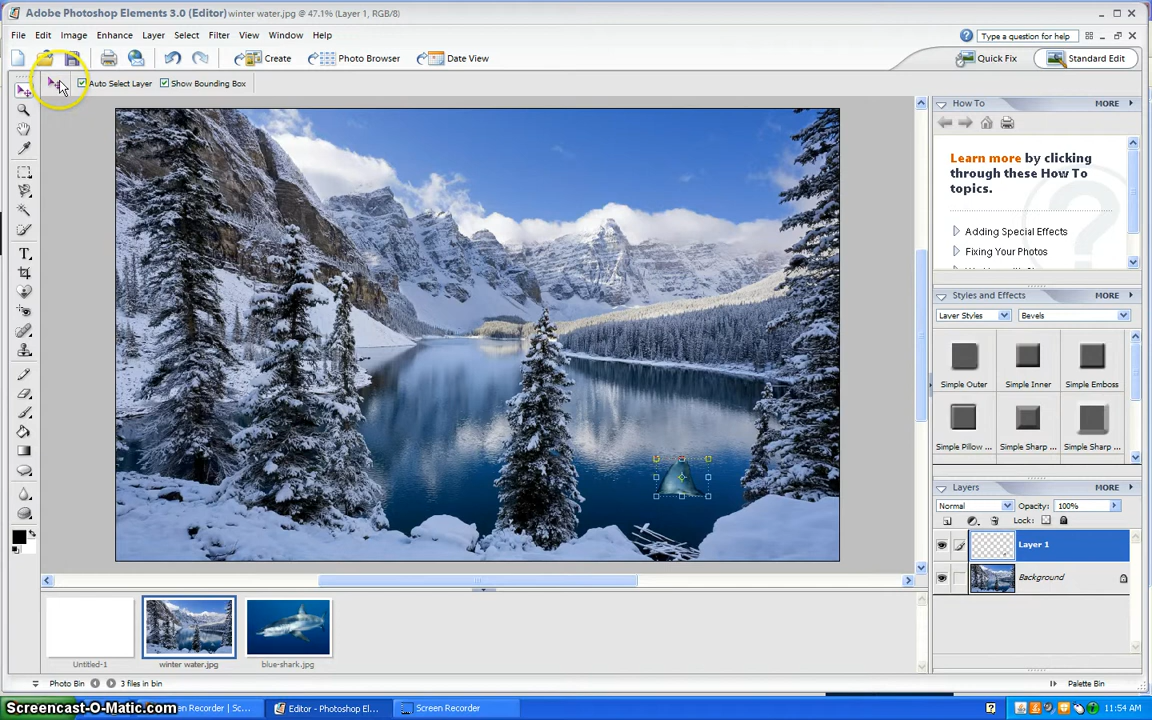 Adobe Photoshop Elements 3.0 (Editor) winter water.jpg @ 47.1% (Layer 1, RGB/8)
File Edit Image Enhance Layer Select Filter View Window Help
Type a question for help
Create Photo Browser Date View
Quick Fix Standard Edit
Auto Select Layer Show Bounding Box
How To MORE
Learn more by clicking
through these How To
topics.
Adding Special Effects
Fixing Your Photos
Styles and Effects MORE
Layer Styles Bevels
Simple Outer Simple Inner Simple Emboss
Simple Pillow ... Simple Sharp ... Simple Sharp ...
Layers MORE
Normal Opacity: 100%
Lock:
Layer 1
Background
Untitled-1 winter water.jpg blue-shark.jpg
Photo Bin 3 files in bin Palette Bin
Screencast-O-Matic.com Screen Recorder | Sc... Editor - Photoshop El... Screen Recorder 11:54 AM